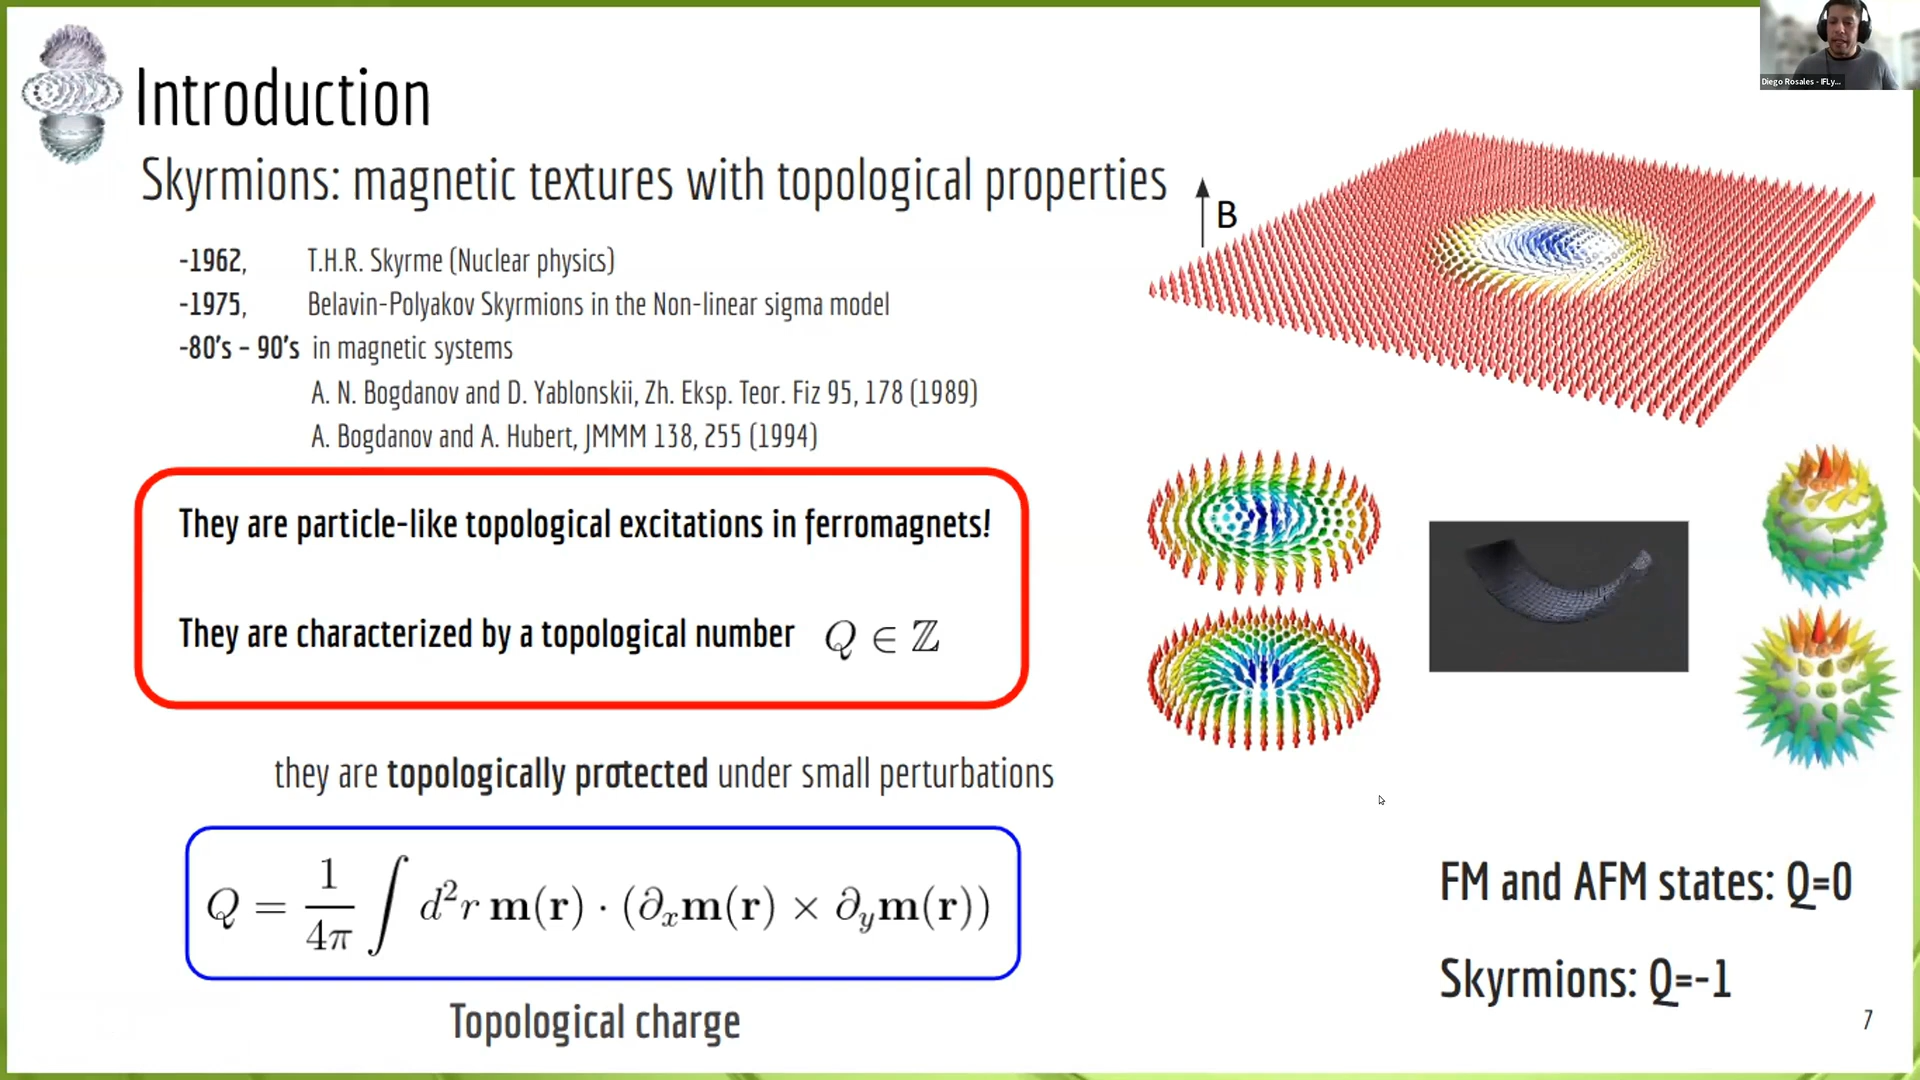 Diego Rosales - IFLy...
Introduction
Skyrmions: magnetic textures with topological properties
B
-1962, T.H.R. Skyrme (Nuclear physics)
-1975, Belavin-Polyakov Skyrmions in the Non-linear sigma model
-80's – 90's in magnetic systems
A. N. Bogdanov and D. Yablonskii, Zh. Eksp. Teor. Fiz 95, 178 (1989)
A. Bogdanov and A. Hubert, JMMM 138, 255 (1994)
They are particle-like topological excitations in ferromagnets!
They are characterized by a topological number Q ∈ ℤ
they are topologically protected under small perturbations
Q = 1/4π ∫ d²r m(r) · (∂ₓm(r) × ∂ᵧm(r))
Topological charge
FM and AFM states: Q=0
Skyrmions: Q=-1
7